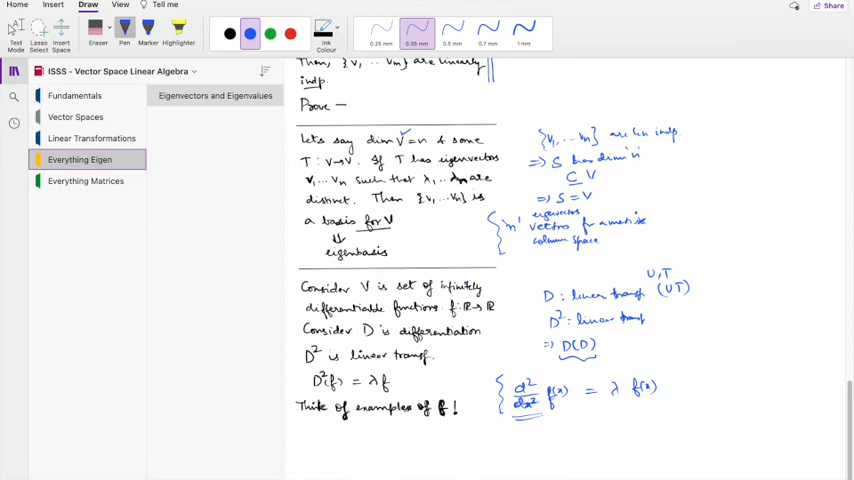 Home Insert Draw View Tell me
Share
Text Mode
Lasso Select
Insert Space
Eraser
Pen
Marker
Highlighter
Ink Colour
0.25 mm 0.35 mm 0.5 mm 0.7 mm 1 mm
ISSS - Vector Space Linear Algebra
Fundamentals
Vector Spaces
Linear Transformations
Everything Eigen
Everything Matrices
Eigenvectors and Eigenvalues
Then, {v₁ ... vₘ} are linearly
indp.
Prove —
Lets say dim V = n & some
T : V→V. If T has eigenvectors
v₁ ... vₙ such that λ₁ ... λₙ are
distinct. Then {v₁ ... vₙ} is
a basis for V
⇓
eigenbasis
{v₁, ... vₙ} are lin indp.
⇒ S has dim 'n'
⊆ V
⇒ S = V
eigenvectors
'n' vectors for a matrix
column space
Consider V is set of infinitely
differentiable functions. f: ℝ→ℝ
Consider D is differentiation
D² is linear transf.
D²(f) = λf
Think of examples of f!
U,T
D : linear transf (UT)
D² : linear transf
⇒ D(D)
d²/dx² f(x) = λ f(x)